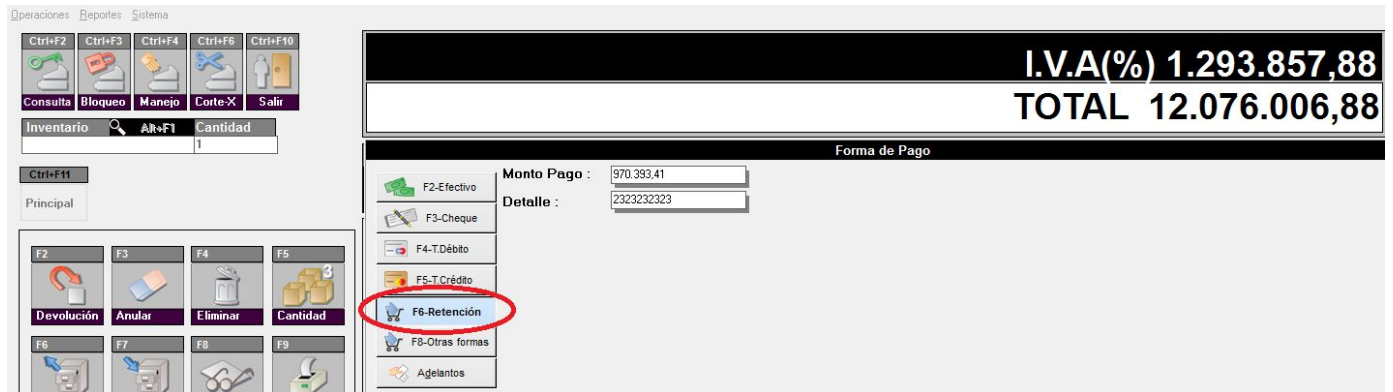 Operaciones Reportes Sistema
Ctrl+F2 Ctrl+F3 Ctrl+F4 Ctrl+F6 Ctrl+F10
Consulta Bloqueo Manejo Corte-X Salir
Inventario Alt+F1 Cantidad
1
Ctrl+F11
Principal
F2 F3 F4 F5
3
Devolución Anular Eliminar Cantidad
F6 F7 F8 F9
I.V.A(%) 1.293.857,88
TOTAL 12.076.006,88
Forma de Pago
F2-Efectivo
F3-Cheque
F4-T.Débito
F5-T.Crédito
F6-Retención
F8-Otras formas
Adelantos
Monto Pago : 970.393,41
Detalle : 2323232323